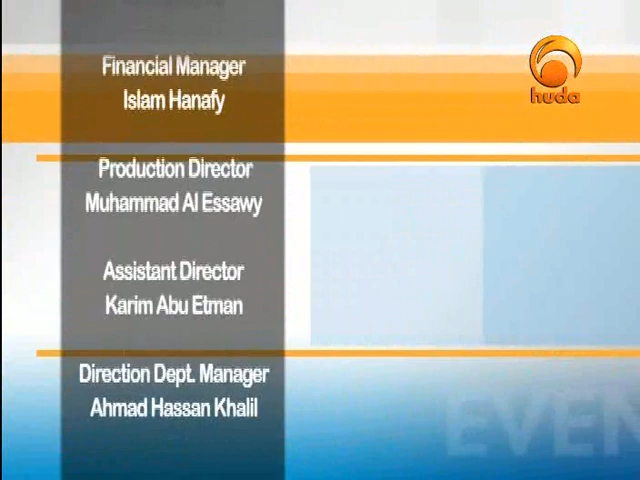 Financial Manager
Islam Hanafy
huda
Production Director
Muhammad Al Essawy
Assistant Director
Karim Abu Etman
Direction Dept. Manager
Ahmad Hassan Khalil
EVEN